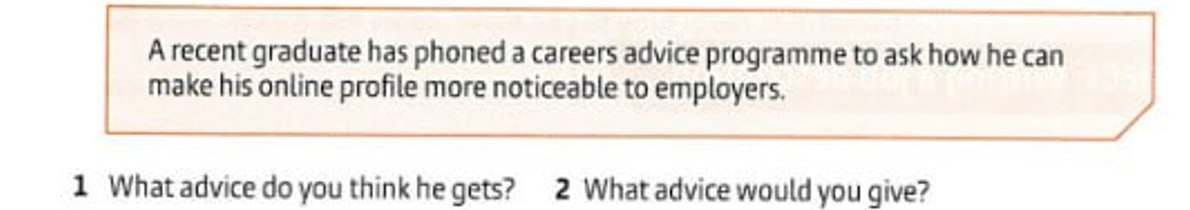 A recent graduate has phoned a careers advice programme to ask how he can
make his online profile more noticeable to employers.
1 What advice do you think he gets? 2 What advice would you give?